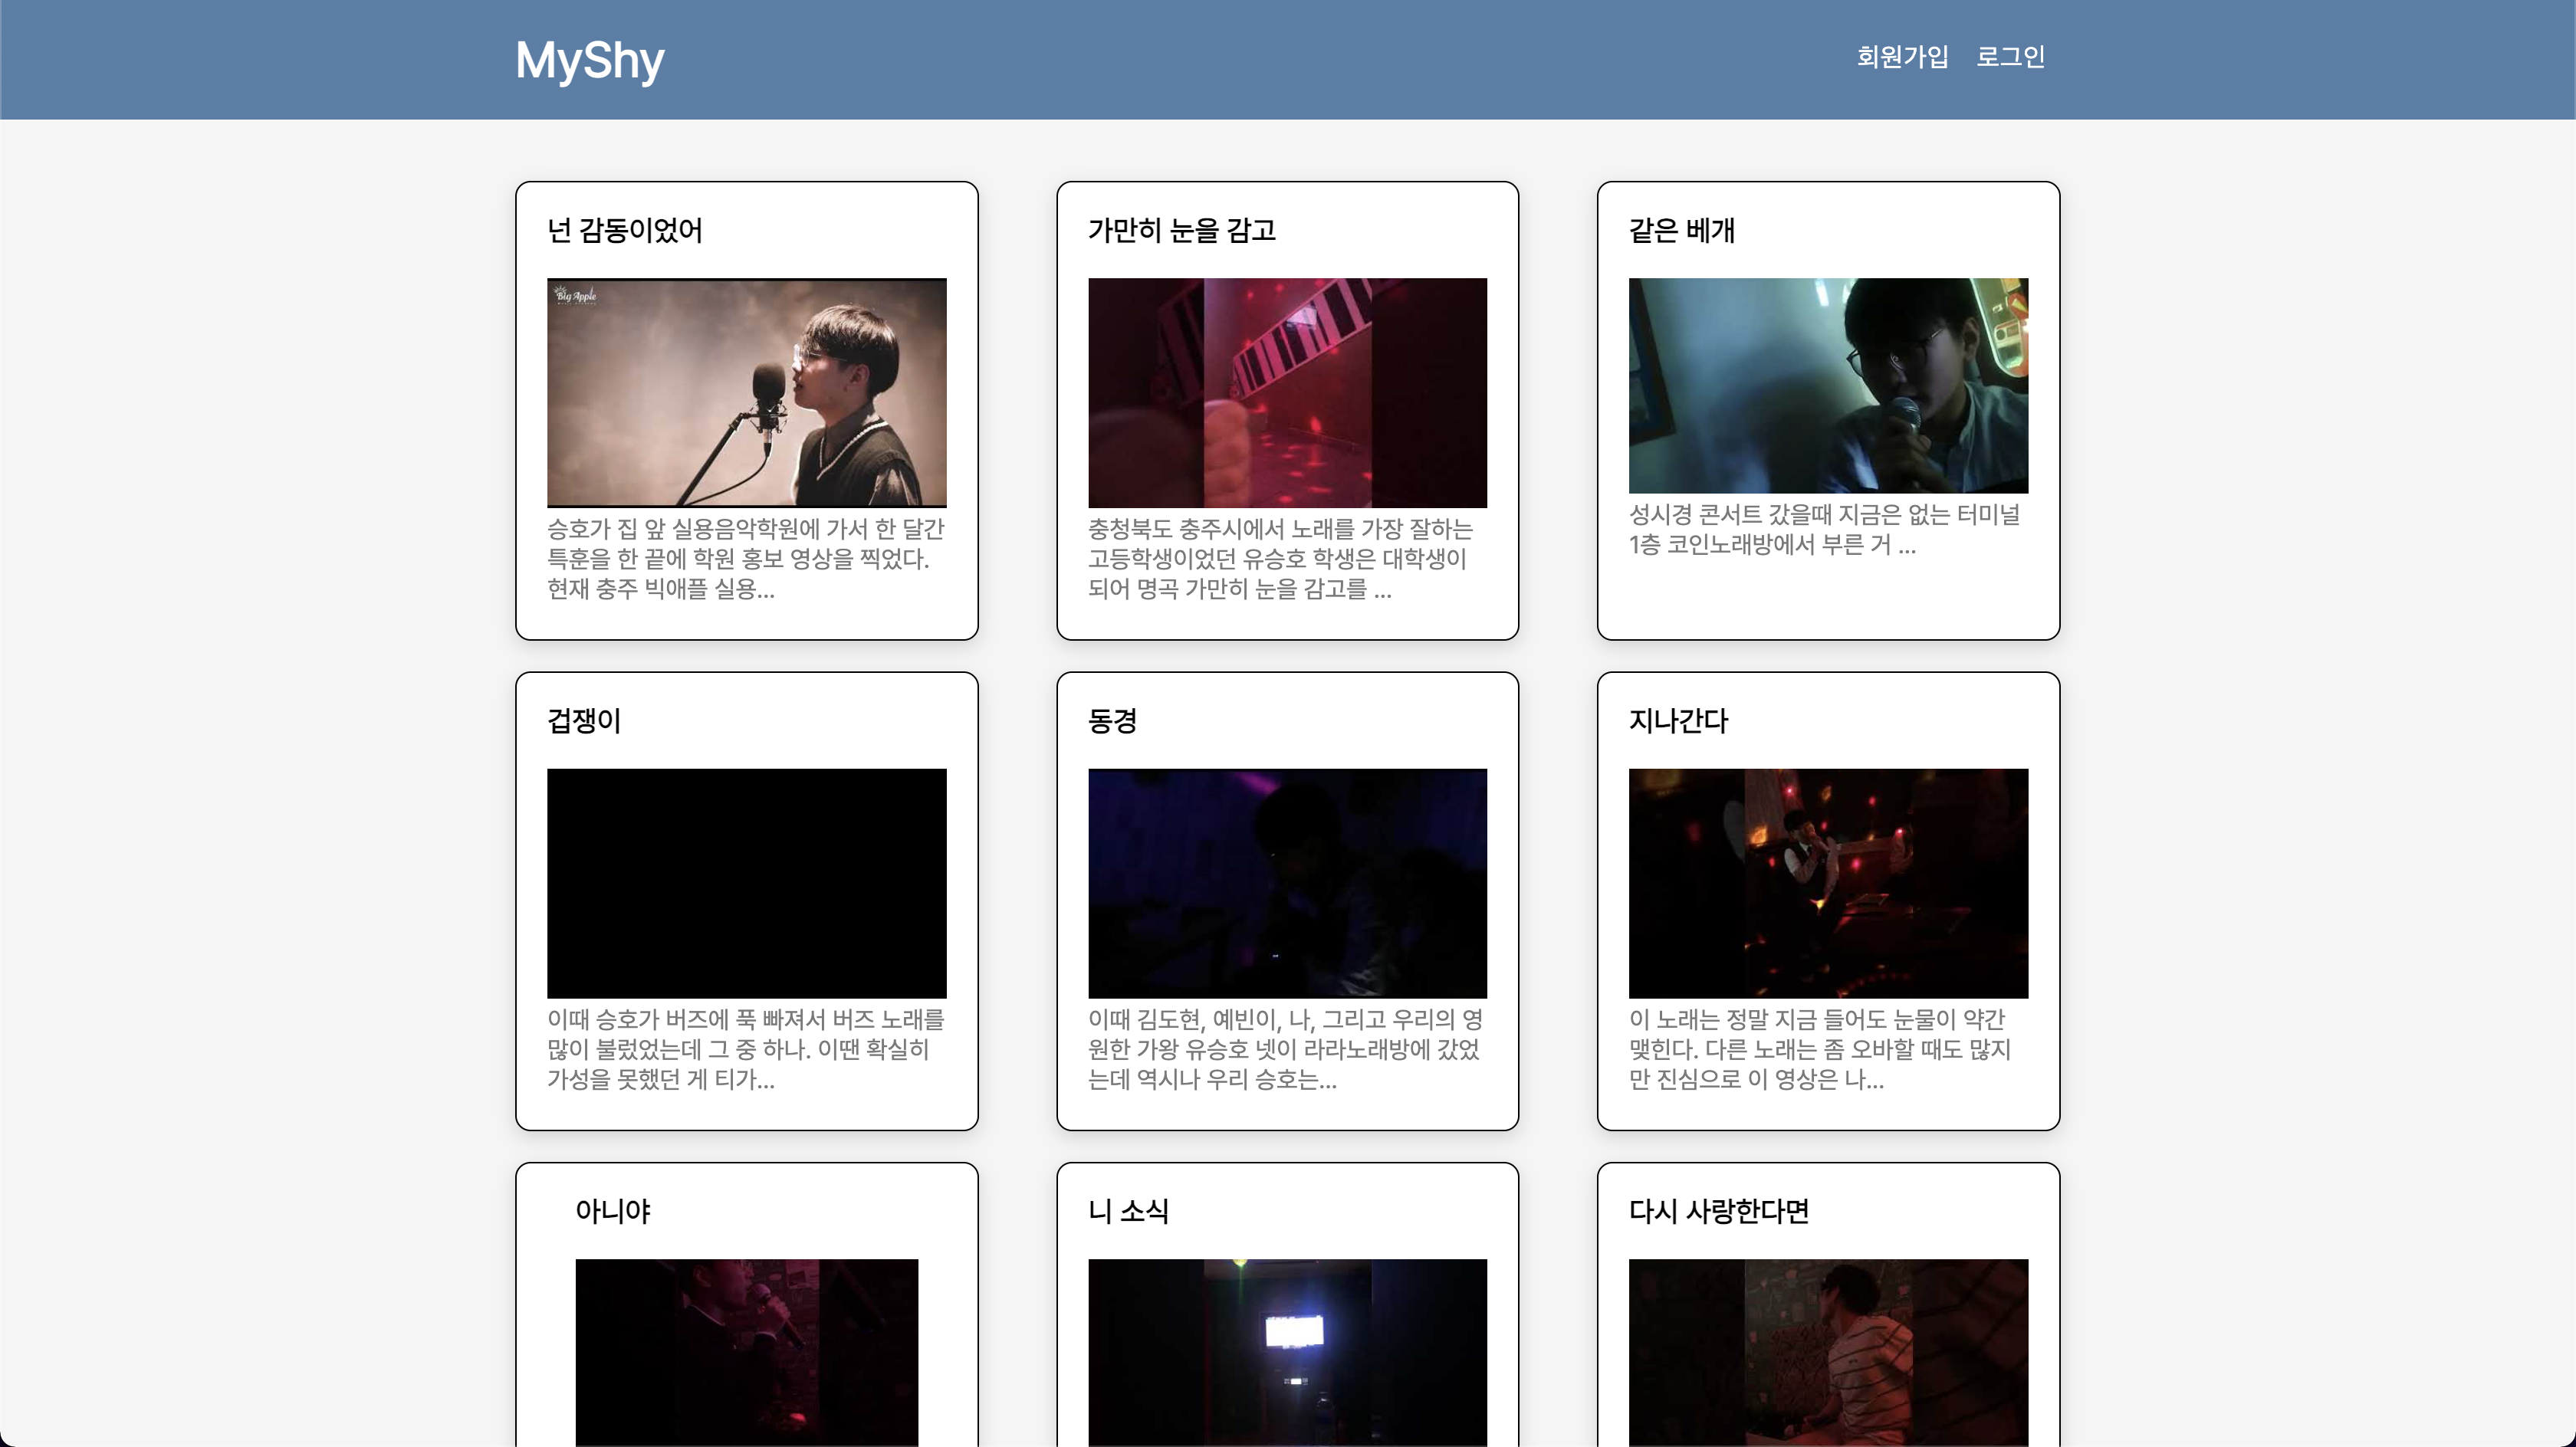 MyShy
회원가입 로그인
넌 감동이었어
Big Apple
승호가 집 앞 실용음악학원에 가서 한 달간
특훈을 한 끝에 학원 홍보 영상을 찍었다.
현재 충주 빅애플 실용...
가만히 눈을 감고
충청북도 충주시에서 노래를 가장 잘하는
고등학생이었던 유승호 학생은 대학생이
되어 명곡 가만히 눈을 감고를 ...
같은 베개
성시경 콘서트 갔을때 지금은 없는 터미널
1층 코인노래방에서 부른 거 ...
겁쟁이
이때 승호가 버즈에 푹 빠져서 버즈 노래를
많이 불렀었는데 그 중 하나. 이땐 확실히
가성을 못했던 게 티가...
동경
이때 김도현, 예빈이, 나, 그리고 우리의 영
원한 가왕 유승호 넷이 라라노래방에 갔었
는데 역시나 우리 승호는...
지나간다
이 노래는 정말 지금 들어도 눈물이 약간
맺힌다. 다른 노래는 좀 오바할 때도 많지
만 진심으로 이 영상은 나...
아니야
니 소식
다시 사랑한다면